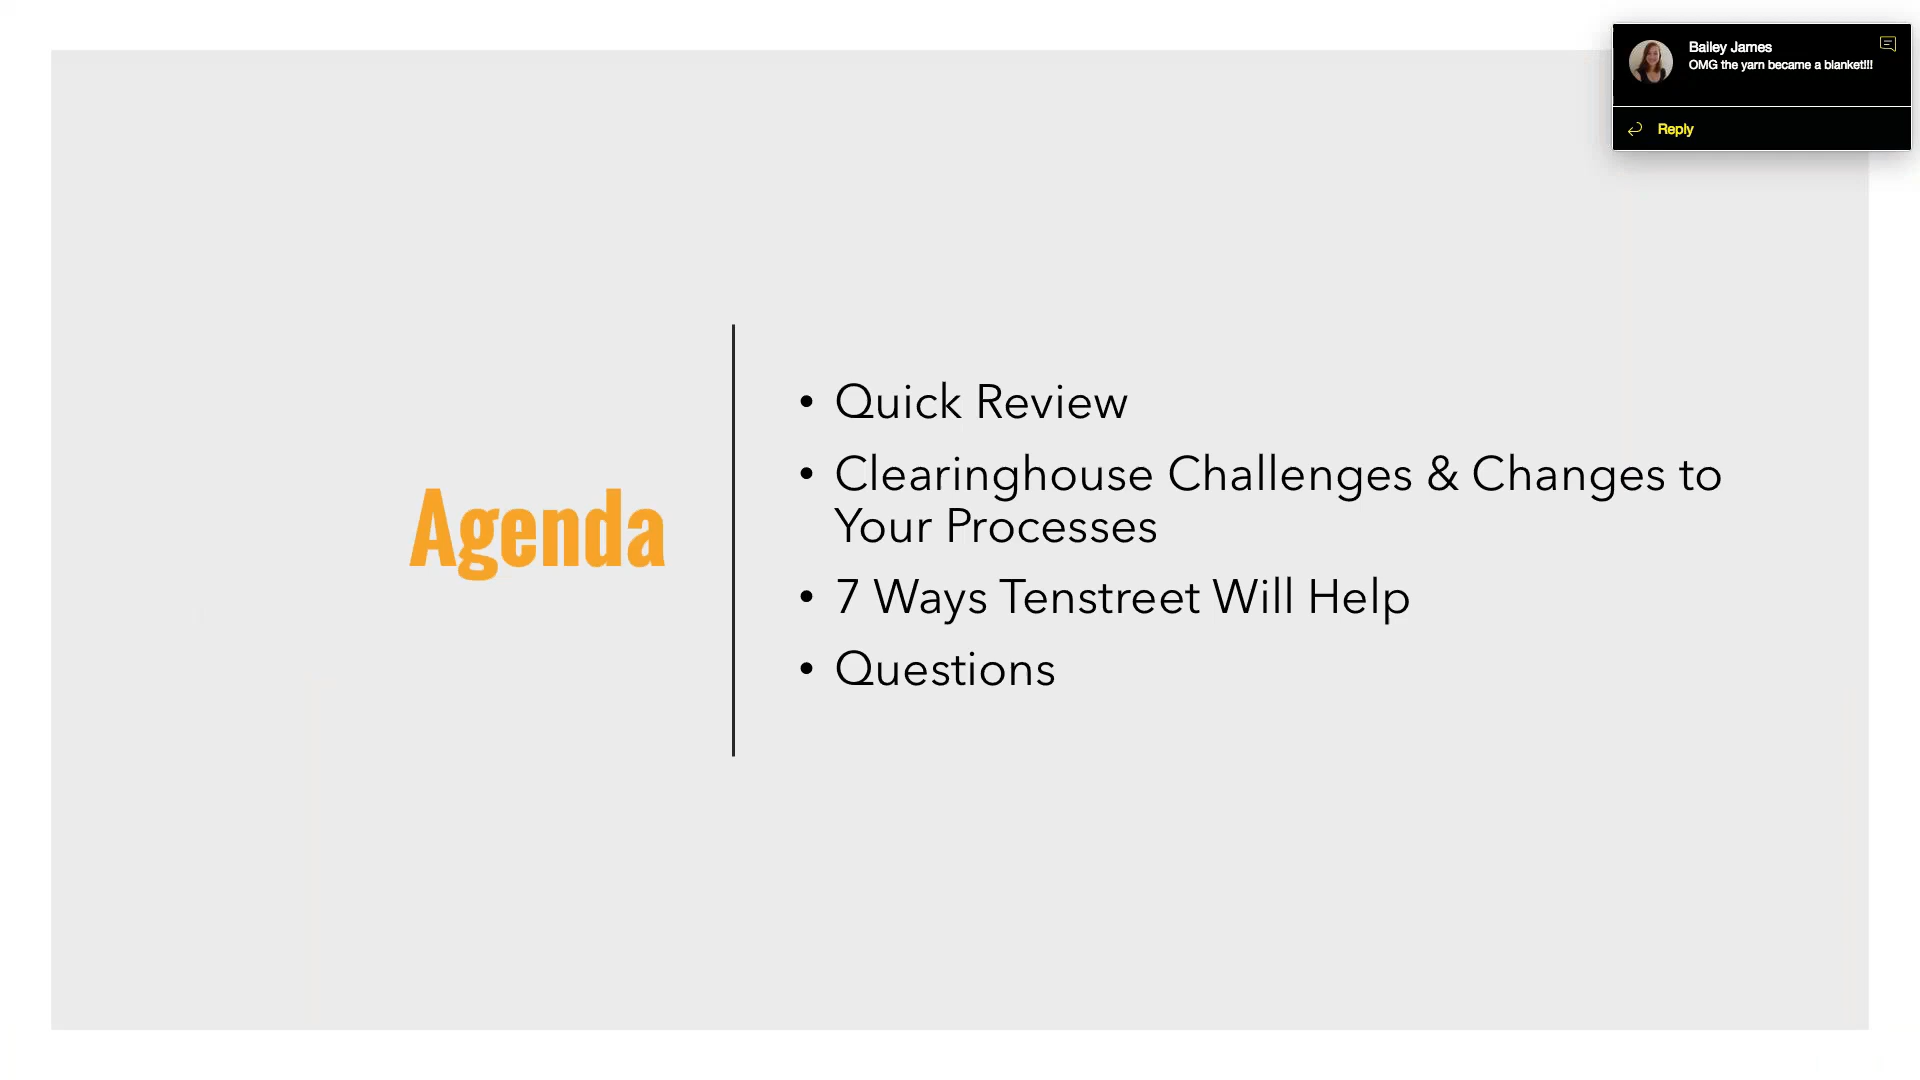 Bailey James
OMG the yarn became a blanket!!!
Reply
Agenda
• Quick Review
• Clearinghouse Challenges & Changes to
Your Processes
• 7 Ways Tenstreet Will Help
• Questions